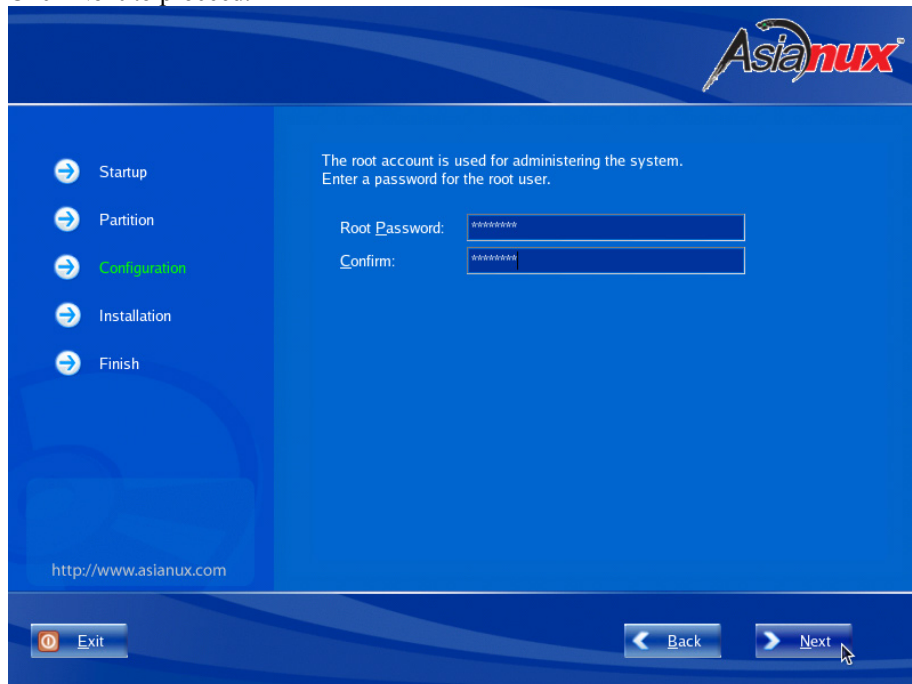 Asianux
Startup
Partition
Configuration
Installation
Finish
http://www.asianux.com
The root account is used for administering the system.
Enter a password for the root user.
Root Password: ********
Confirm: ********
Exit
Back
Next